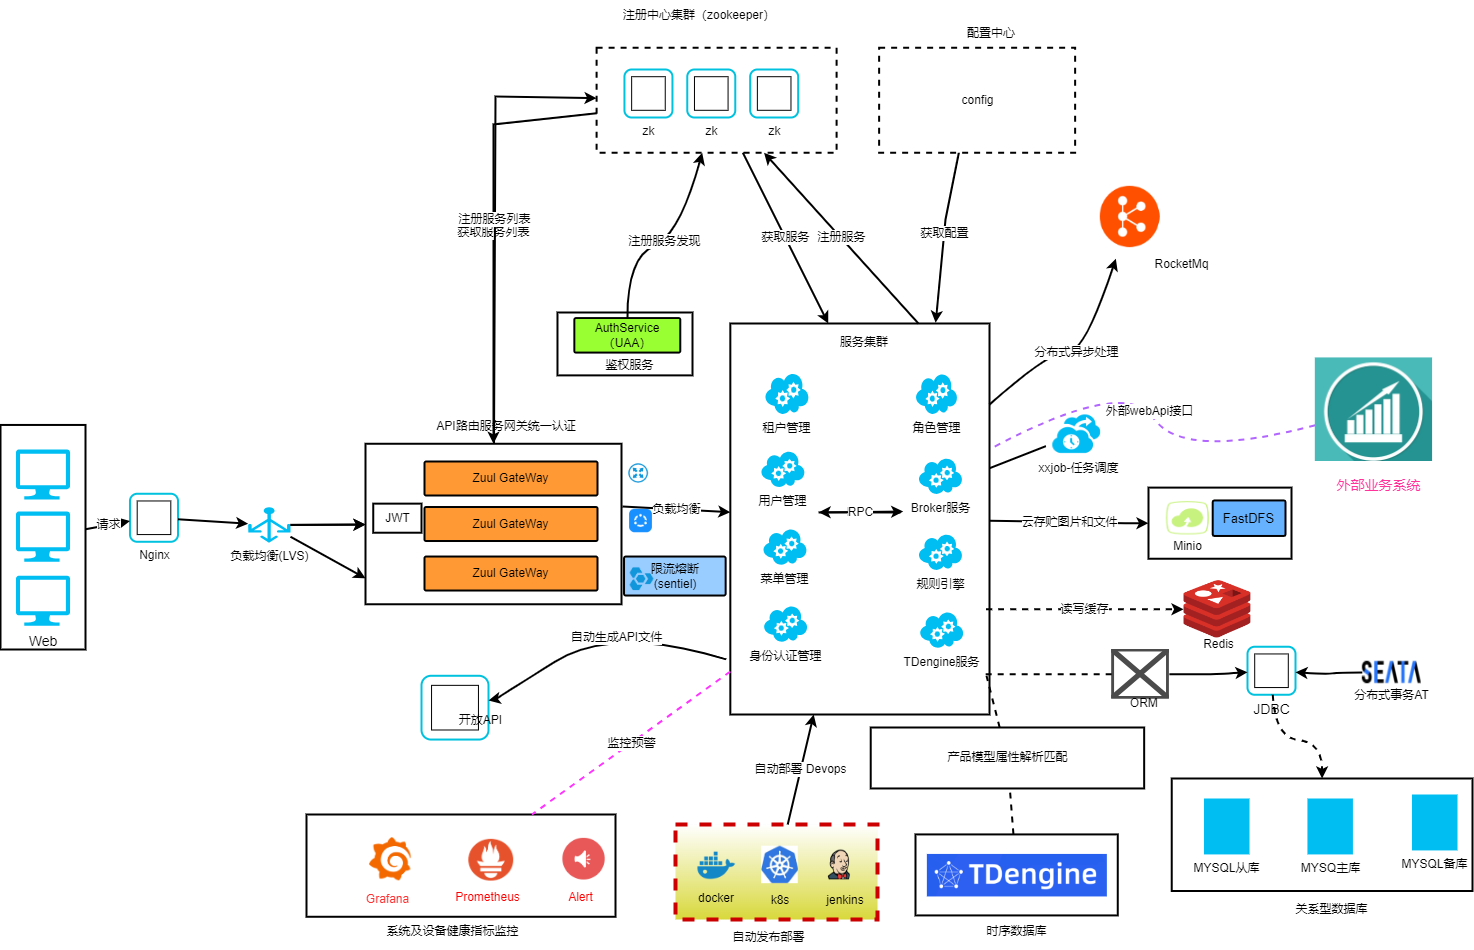 注册中心集群（zookeeper）
配置中心
zk
zk
zk
config
注册服务列表
获取服务列表
注册服务发现
获取服务
注册服务
获取配置
RocketMq
AuthService
（UAA）
鉴权服务
服务集群
分布式异步处理
租户管理
角色管理
外部webApi接口
API路由服务网关统一认证
xxjob-任务调度
外部业务系统
Zuul GateWay
用户管理
Broker服务
负载均衡
RPC
JWT
Zuul GateWay
请求
Nginx
负载均衡(LVS)
云存贮图片和文件
Minio
FastDFS
Zuul GateWay
限流熔断
(sentiel)
菜单管理
规则引擎
读写缓存
Redis
Web
自动生成API文件
身份认证管理
TDengine服务
开放API
ORM
JDBC
SEATA
分布式事务AT
监控预警
自动部署 Devops
产品模型属性解析匹配
Grafana
Prometheus
Alert
系统及设备健康指标监控
docker
k8s
jenkins
自动发布部署
TDengine
时序数据库
MYSQL从库
MYSQ主库
MYSQL备库
关系型数据库